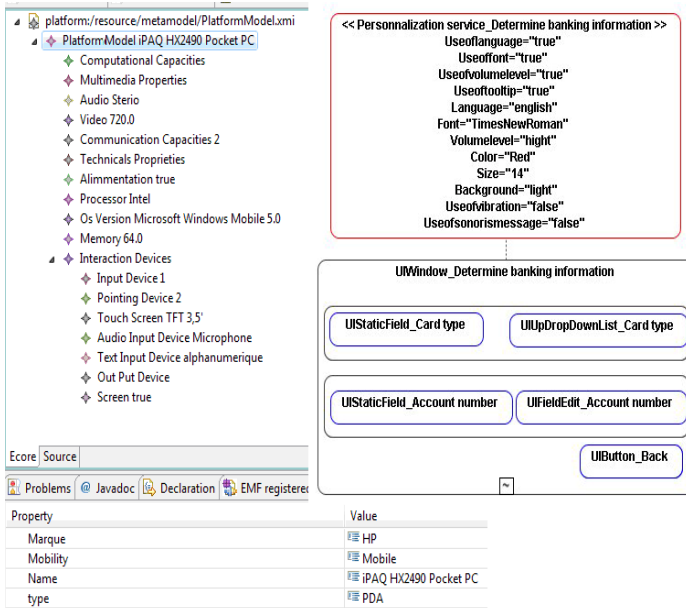 platform:/resource/metamodel/PlatformModel.xmi
PlatformModel iPAQ HX2490 Pocket PC
Computational Capacities
Multimedia Properties
Audio Sterio
Video 720.0
Communication Capacities 2
Technicals Proprieties
Alimmentation true
Processor Intel
Os Version Microsoft Windows Mobile 5.0
Memory 64.0
Interaction Devices
Input Device 1
Pointing Device 2
Touch Screen TFT 3,5'
Audio Input Device Microphone
Text Input Device alphanumerique
Out Put Device
Screen true
Ecore Source
<< Personnalization service_Determine banking information >>
Useoflanguage="true"
Useoffont="true"
Useofvolumelevel="true"
Useoftooltip="true"
Language="english"
Font="TimesNewRoman"
Volumelevel="hight"
Color="Red"
Size="14"
Background="light"
Useofvibration="false"
Useofsonorismessage="false"
UIWindow_Determine banking information
UIStaticField_Card type
UIUpDropDownList_Card type
UIStaticField_Account number
UIFieldEdit_Account number
UIButton_Back
~
Problems @ Javadoc Declaration EMF registered
Property Value
Marque HP
Mobility Mobile
Name iPAQ HX2490 Pocket PC
type PDA